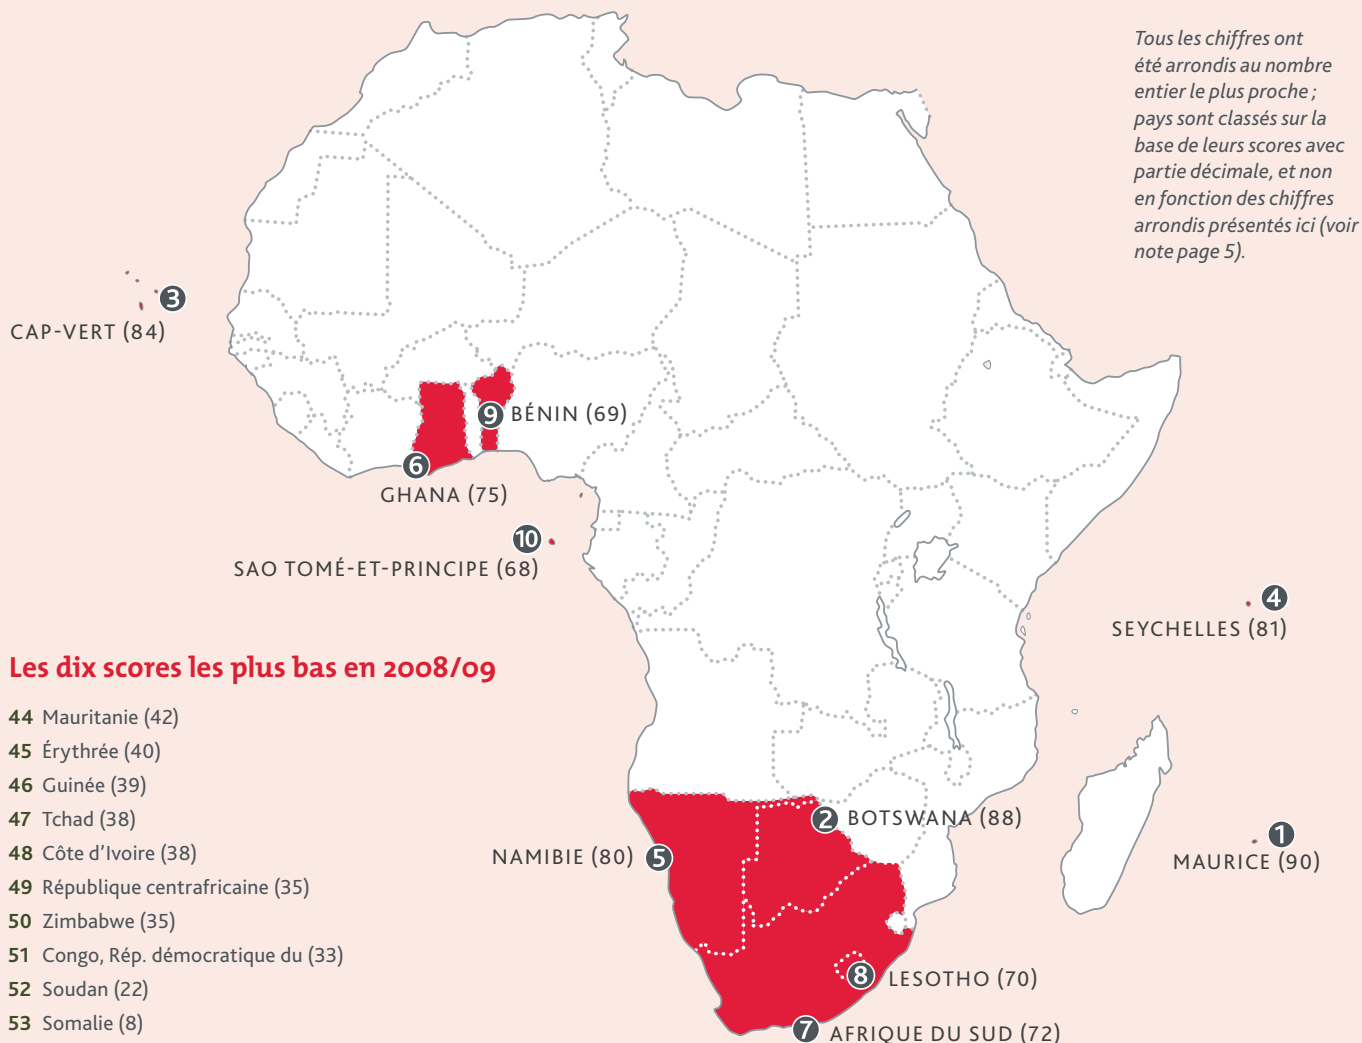 Tous les chiffres ont
été arrondis au nombre
entier le plus proche ;
pays sont classés sur la
base de leurs scores avec
partie décimale, et non
en fonction des chiffres
arrondis présentés ici (voir
note page 5).
3
CAP-VERT (84)
9 BÉNIN (69)
6
GHANA (75)
10
SAO TOMÉ-ET-PRINCIPE (68)
4
SEYCHELLES (81)
2 BOTSWANA (88)
1
MAURICE (90)
NAMIBIE (80) 5
8 LESOTHO (70)
7 AFRIQUE DU SUD (72)
Les dix scores les plus bas en 2008/09
44 Mauritanie (42)
45 Érythrée (40)
46 Guinée (39)
47 Tchad (38)
48 Côte d'Ivoire (38)
49 République centrafricaine (35)
50 Zimbabwe (35)
51 Congo, Rép. démocratique du (33)
52 Soudan (22)
53 Somalie (8)